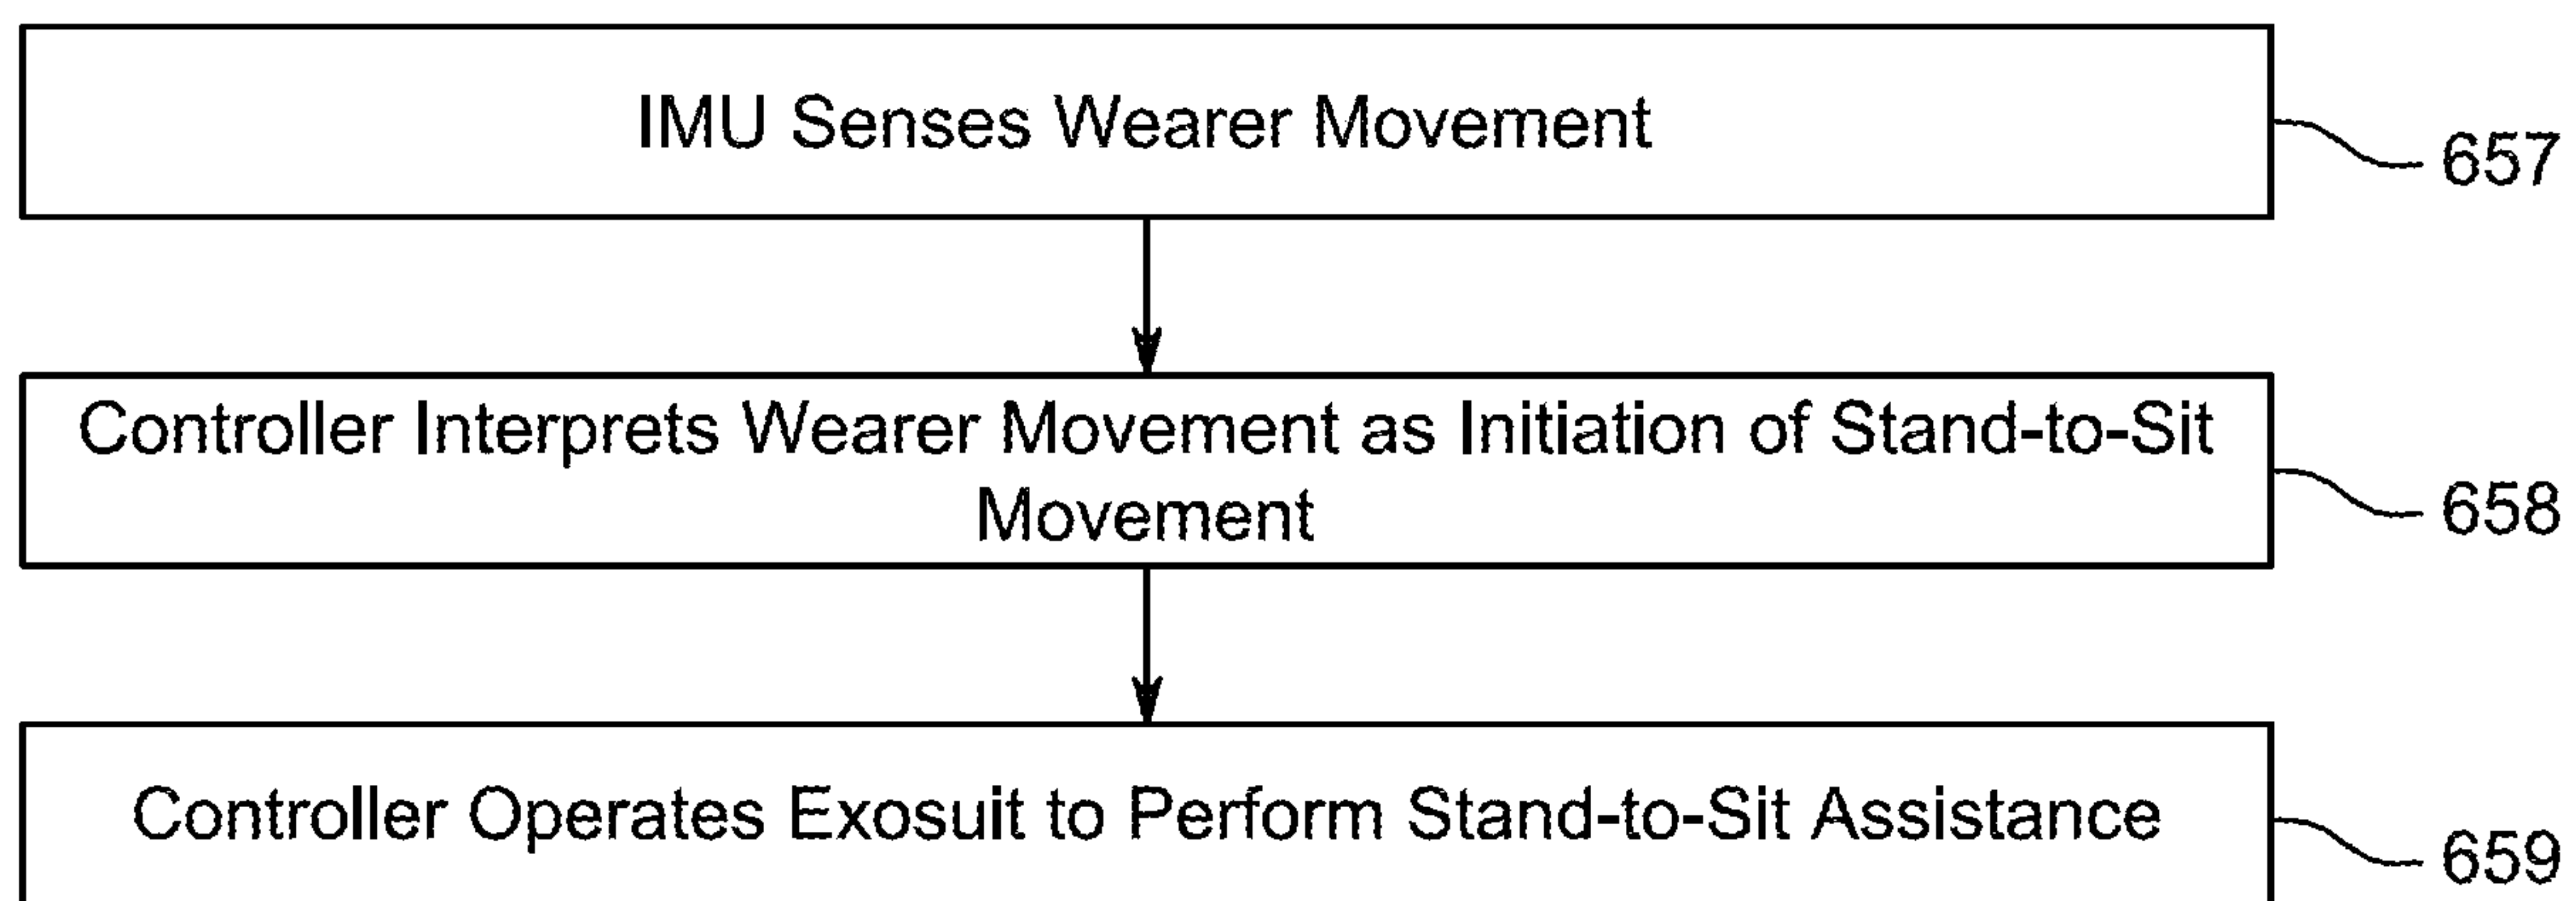 IMU Senses Wearer Movement
657
Controller Interprets Wearer Movement as Initiation of Stand-to-Sit
Movement
658
Controller Operates Exosuit to Perform Stand-to-Sit Assistance
659